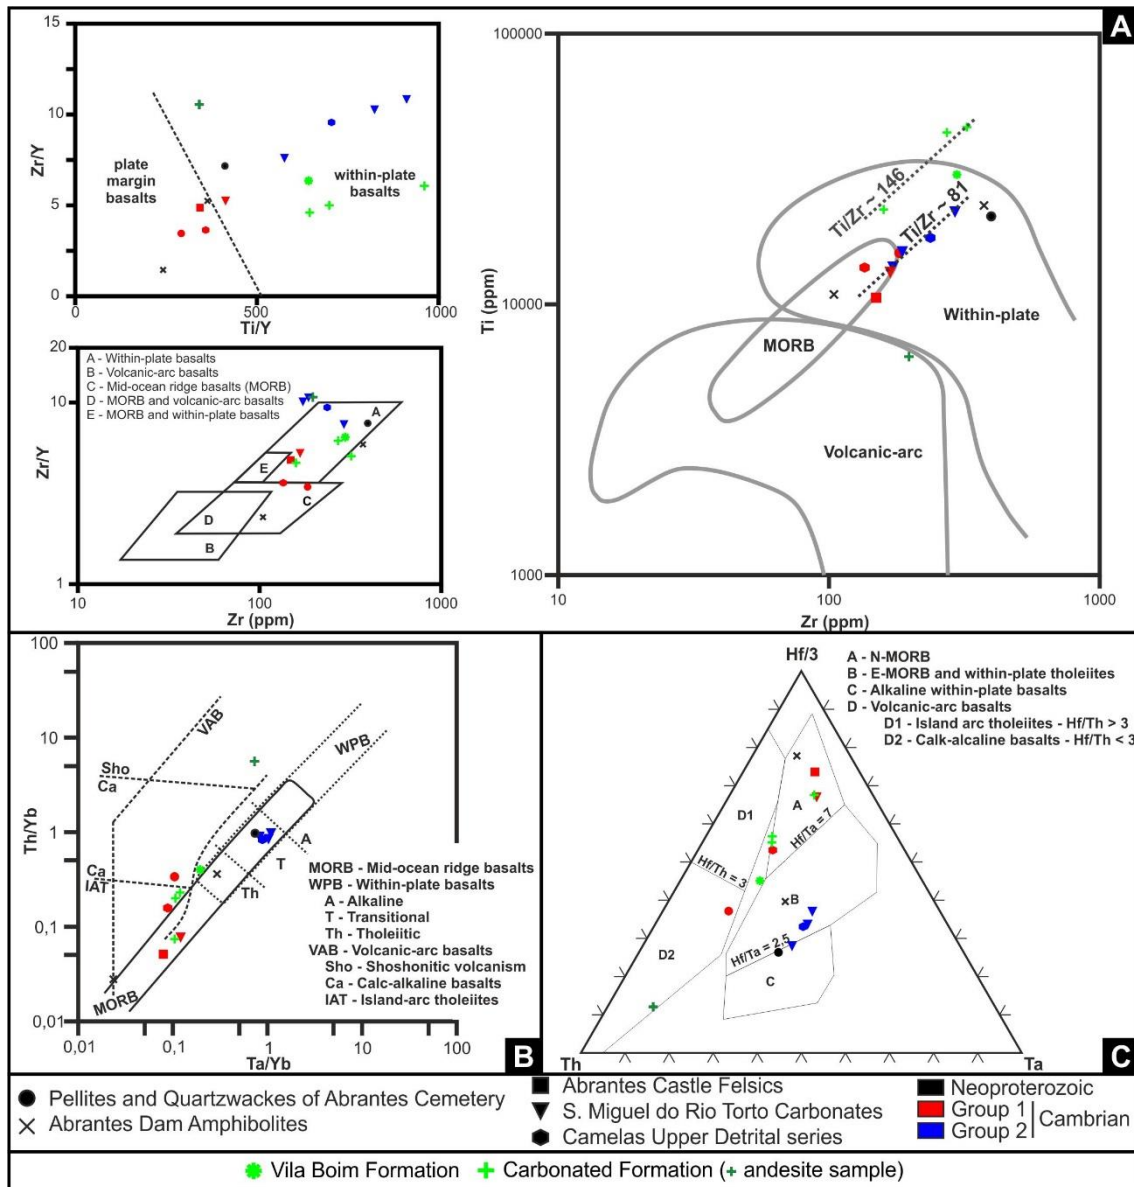 A
15
10
5
0
Zr/Y
plate
margin
basalts
within-plate
basalts
0
500
1000
Ti/Y
20
10
1
Zr/Y
A - Within-plate basalts
B - Volcanic-arc basalts
C - Mid-ocean ridge basalts (MORB)
D - MORB and volcanic-arc basalts
E - MORB and within-plate basalts
A
E
C
D
B
10
100
1000
Zr (ppm)
100000
10000
1000
Ti (ppm)
Ti/Zr ~ 146
Ti/Zr ~ 81
Within-plate
MORB
Volcanic-arc
10
100
1000
Zr (ppm)
100
10
1
0,1
0,01
Th/Yb
VAB
WPB
Sho
Ca
Ca
IAT
A
T
Th
MORB
MORB - Mid-ocean ridge basalts
WPB - Within-plate basalts
A - Alkaline
T - Transitional
Th - Tholeiitic
VAB - Volcanic-arc basalts
Sho - Shoshonitic volcanism
Ca - Calc-alkaline basalts
IAT - Island-arc tholeiites
0,01
0,1
1
10
100
Ta/Yb
B
Hf/3
A - N-MORB
B - E-MORB and within-plate tholeiites
C - Alkaline within-plate basalts
D - Volcanic-arc basalts
D1 - Island arc tholeiites - Hf/Th > 3
D2 - Calk-alcaline basalts - Hf/Th < 3
A
D1
Hf/Ta = 7
Hf/Th = 3
B
D2
Hf/Ta = 2,5
C
Th
Ta
C
Pellites and Quartzwackes of Abrantes Cemetery
Abrantes Dam Amphibolites
Abrantes Castle Felsics
S. Miguel do Rio Torto Carbonates
Camelas Upper Detrital series
Neoproterozoic
Group 1
Group 2
Cambrian
Vila Boim Formation
Carbonated Formation (+ andesite sample)